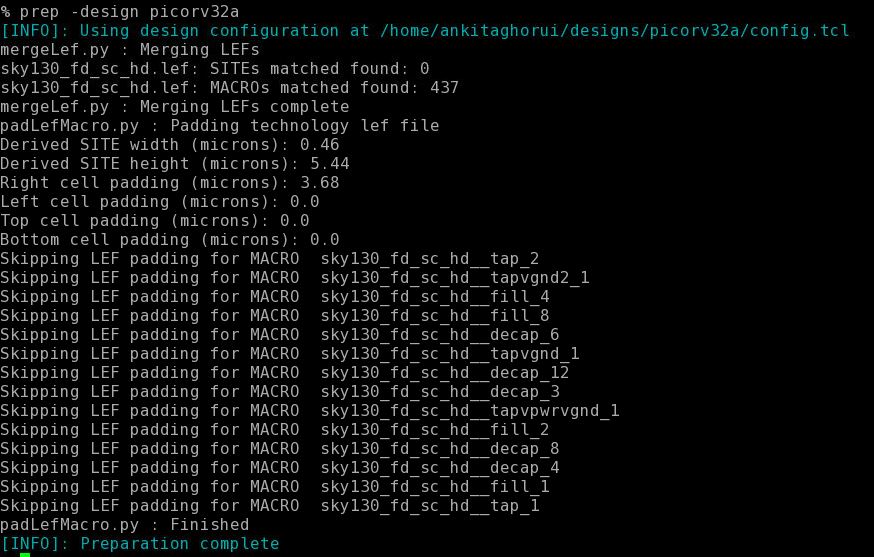 % prep -design picorv32a
[INFO]: Using design configuration at /home/ankitaghorui/designs/picorv32a/config.tcl
mergeLef.py : Merging LEFs
sky130_fd_sc_hd.lef: SITEs matched found: 0
sky130_fd_sc_hd.lef: MACROs matched found: 437
mergeLef.py : Merging LEFs complete
padLefMacro.py : Padding technology lef file
Derived SITE width (microns): 0.46
Derived SITE height (microns): 5.44
Right cell padding (microns): 3.68
Left cell padding (microns): 0.0
Top cell padding (microns): 0.0
Bottom cell padding (microns): 0.0
Skipping LEF padding for MACRO  sky130_fd_sc_hd__tap_2
Skipping LEF padding for MACRO  sky130_fd_sc_hd__tapvgnd2_1
Skipping LEF padding for MACRO  sky130_fd_sc_hd__fill_4
Skipping LEF padding for MACRO  sky130_fd_sc_hd__fill_8
Skipping LEF padding for MACRO  sky130_fd_sc_hd__decap_6
Skipping LEF padding for MACRO  sky130_fd_sc_hd__tapvgnd_1
Skipping LEF padding for MACRO  sky130_fd_sc_hd__decap_12
Skipping LEF padding for MACRO  sky130_fd_sc_hd__decap_3
Skipping LEF padding for MACRO  sky130_fd_sc_hd__tapvpwrvgnd_1
Skipping LEF padding for MACRO  sky130_fd_sc_hd__fill_2
Skipping LEF padding for MACRO  sky130_fd_sc_hd__decap_8
Skipping LEF padding for MACRO  sky130_fd_sc_hd__decap_4
Skipping LEF padding for MACRO  sky130_fd_sc_hd__fill_1
Skipping LEF padding for MACRO  sky130_fd_sc_hd__tap_1
padLefMacro.py : Finished
[INFO]: Preparation complete